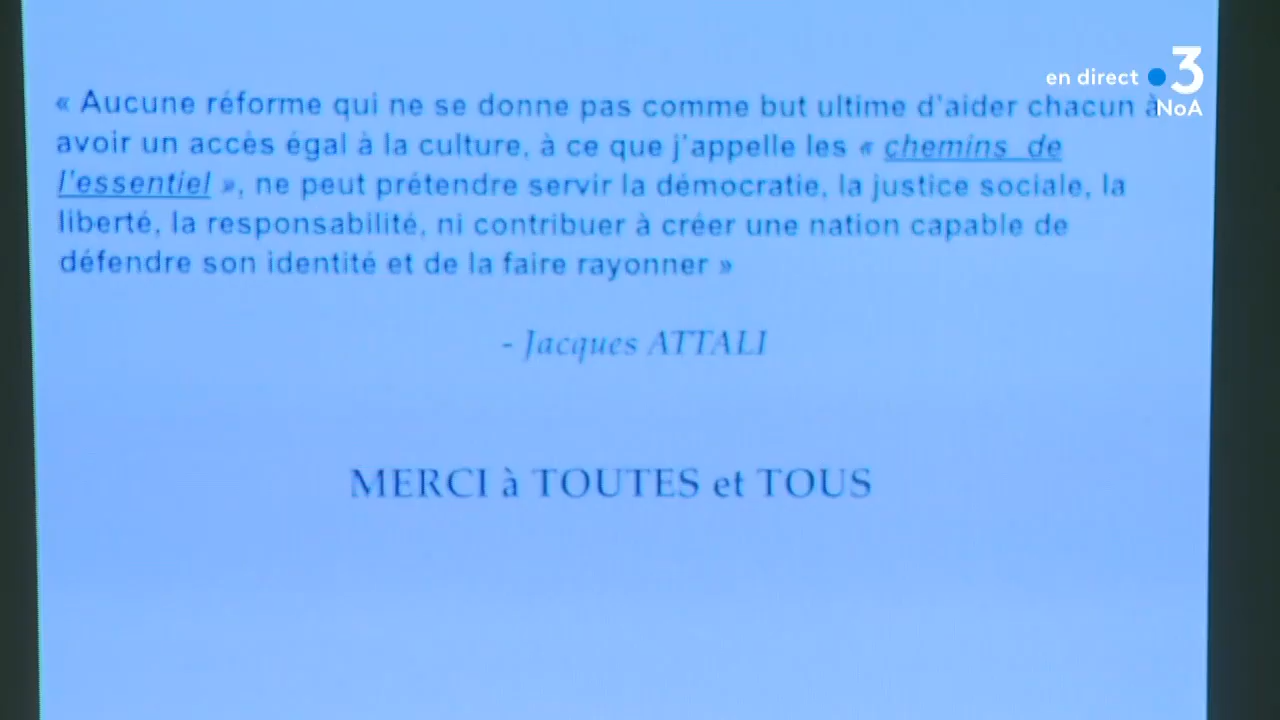 en direct 3
NoA
« Aucune réforme qui ne se donne pas comme but ultime d'aider chacun à
avoir un accès égal à la culture, à ce que j'appelle les « chemins de
l'essentiel », ne peut prétendre servir la démocratie, la justice sociale, la
liberté, la responsabilité, ni contribuer à créer une nation capable de
défendre son identité et de la faire rayonner »
- Jacques ATTALI
MERCI à TOUTES et TOUS